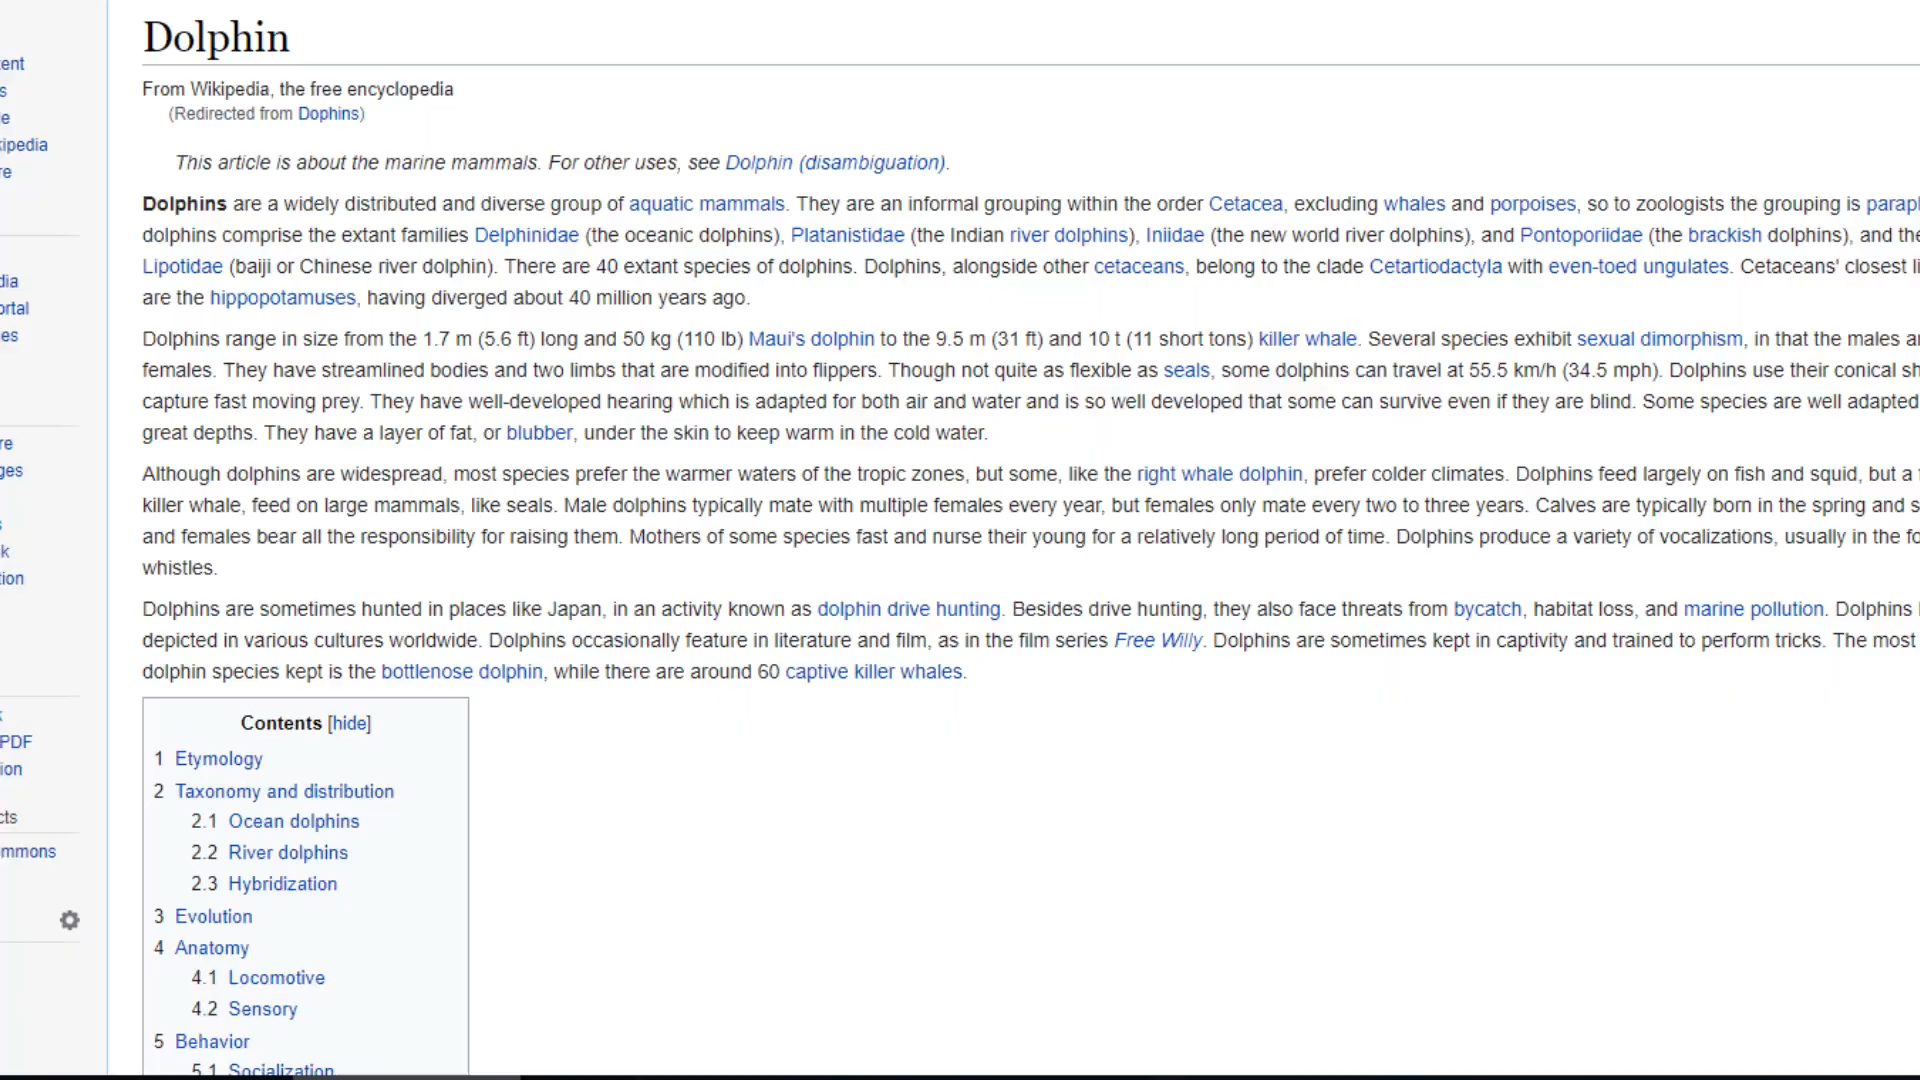 Dolphin
From Wikipedia, the free encyclopedia
(Redirected from Dophins)
This article is about the marine mammals. For other uses, see Dolphin (disambiguation).
Dolphins are a widely distributed and diverse group of aquatic mammals. They are an informal grouping within the order Cetacea, excluding whales and porpoises, so to zoologists the grouping is
dolphins comprise the extant families Delphinidae (the oceanic dolphins), Platanistidae (the Indian river dolphins), Iniidae (the new world river dolphins), and Pontoporiidae (the brackish dolphins), and the
Lipotidae (baiji or Chinese river dolphin). There are 40 extant species of dolphins. Dolphins, alongside other cetaceans, belong to the clade Cetartiodactyla with even-toed ungulates. Cetaceans' closest
are the hippopotamuses, having diverged about 40 million years ago.
Dolphins range in size from the 1.7 m (5.6 ft) long and 50 kg (110 lb) Maui's dolphin to the 9.5 m (31 ft) and 10 t (11 short tons) killer whale. Several species exhibit sexual dimorphism, in that the males
females. They have streamlined bodies and two limbs that are modified into flippers. Though not quite as flexible as seals, some dolphins can travel at 55.5 km/h (34.5 mph). Dolphins use their conical
capture fast moving prey. They have well-developed hearing which is adapted for both air and water and is so well developed that some can survive even if they are blind. Some species are well adapted
great depths. They have a layer of fat, or blubber, under the skin to keep warm in the cold water.
Although dolphins are widespread, most species prefer the warmer waters of the tropic zones, but some, like the right whale dolphin, prefer colder climates. Dolphins feed largely on fish and squid, but a
killer whale, feed on large mammals, like seals. Male dolphins typically mate with multiple females every year, but females only mate every two to three years. Calves are typically born in the spring and
and females bear all the responsibility for raising them. Mothers of some species fast and nurse their young for a relatively long period of time. Dolphins produce a variety of vocalizations, usually in the
whistles.
Dolphins are sometimes hunted in places like Japan, in an activity known as dolphin drive hunting. Besides drive hunting, they also face threats from bycatch, habitat loss, and marine pollution. Dolphins
depicted in various cultures worldwide. Dolphins occasionally feature in literature and film, as in the film series Free Willy. Dolphins are sometimes kept in captivity and trained to perform tricks. The most
dolphin species kept is the bottlenose dolphin, while there are around 60 captive killer whales.
Contents [hide]
1 Etymology
2 Taxonomy and distribution
2.1 Ocean dolphins
2.2 River dolphins
2.3 Hybridization
3 Evolution
4 Anatomy
4.1 Locomotive
4.2 Sensory
5 Behavior
5.1 Socialization
PDF